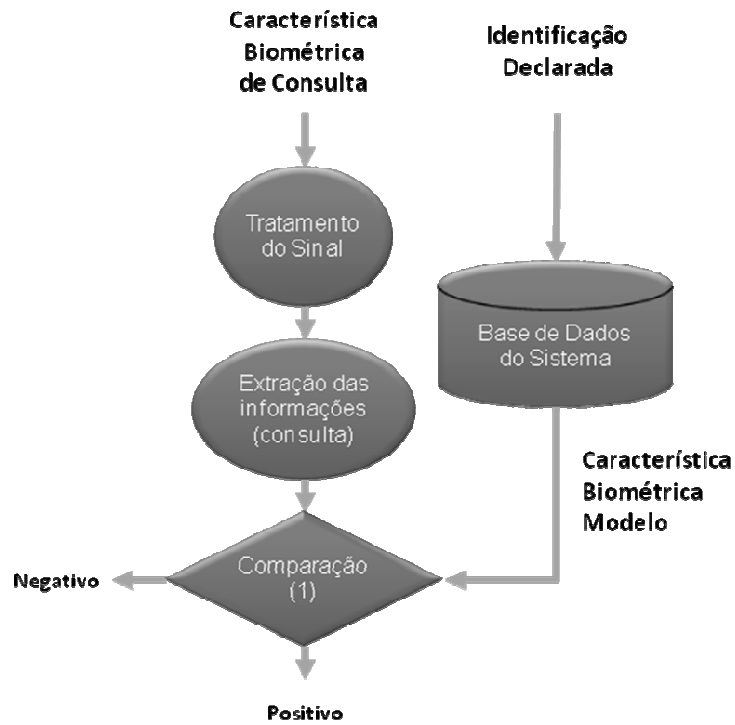 Característica
Biométrica
de Consulta
Identificação
Declarada
Tratamento
do Sinal
Base de Dados
do Sistema
Extração das
informações
(consulta)
Característica
Biométrica
Modelo
Comparação
(1)
Negativo
Positivo